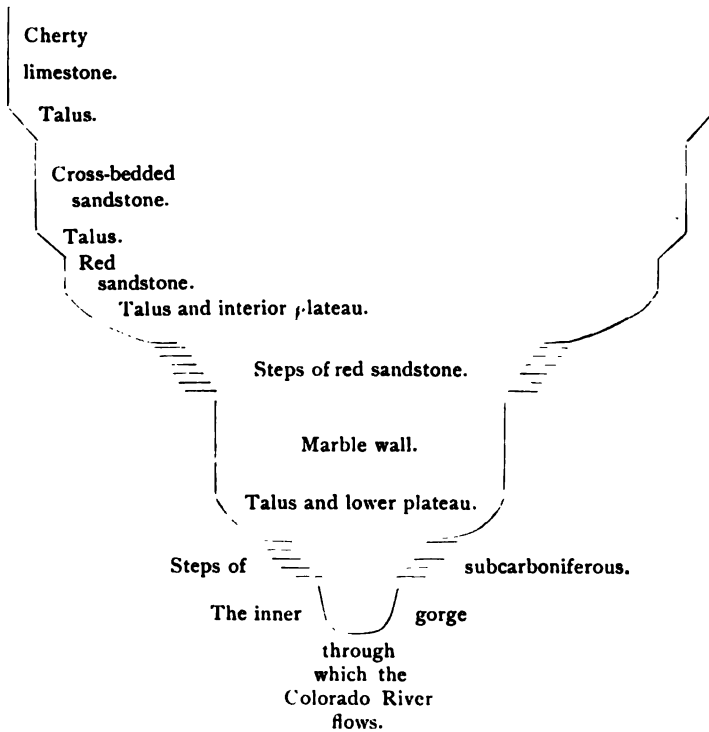 Cherty
limestone.
Talus.
Cross-bedded
sandstone.
Talus.
Red
sandstone.
Talus and interior plateau.
Steps of red sandstone.
Marble wall.
Talus and lower plateau.
Steps of subcarboniferous.
The inner gorge
through
which the
Colorado River
flows.